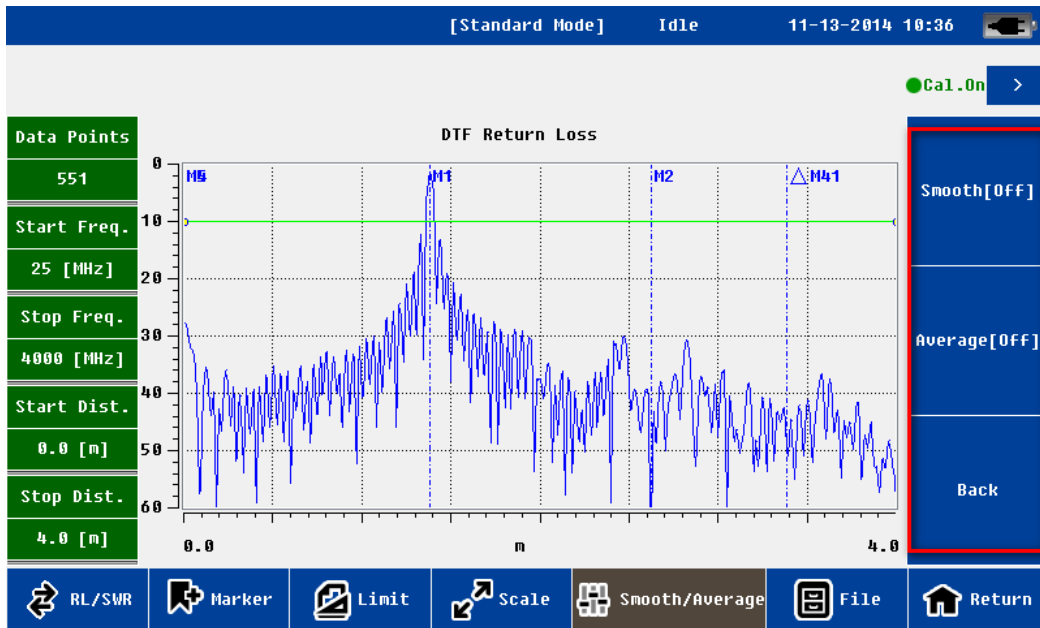 [Standard Mode] Idle 11-13-2014 10:36
Cal.On >
Data Points
551
Start Freq.
25 [MHz]
Stop Freq.
4000 [MHz]
Start Dist.
0.0 [m]
Stop Dist.
4.0 [m]
DTF Return Loss
0
10
20
30
40
50
60
M1 M2 △M41
0.0 m 4.0
Smooth[Off]
Average[Off]
Back
RL/SWR Marker Limit Scale Smooth/Average File Return